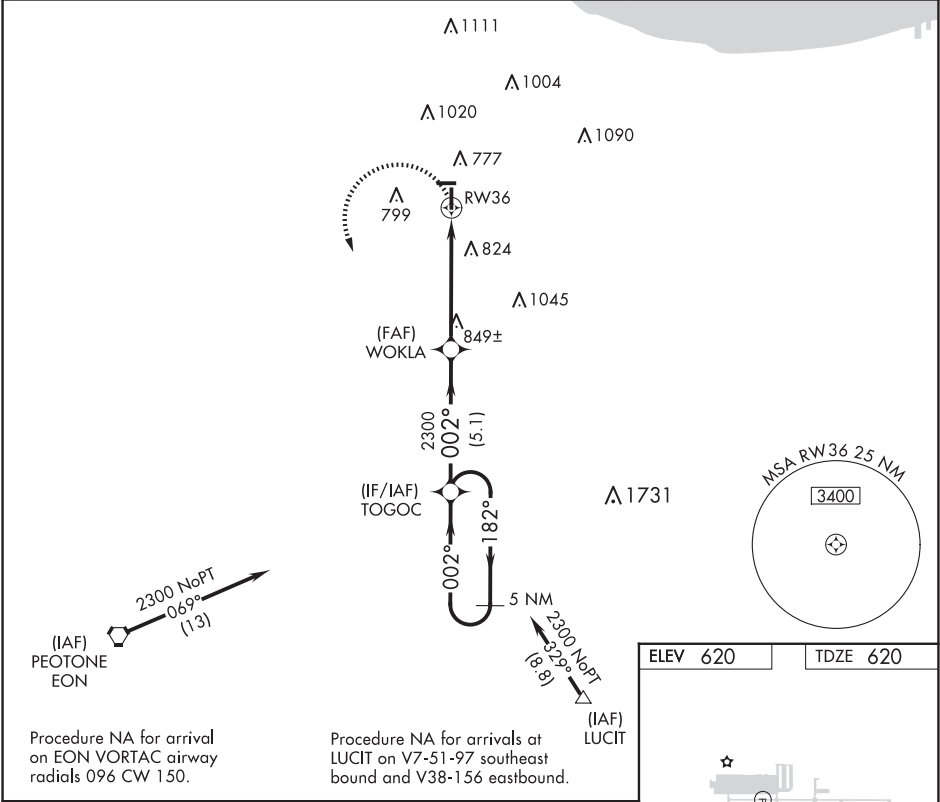 1111
1004
1020
1090
777
RW36
799
824
1045
(FAF)
WOKLA
849±
2300
002°
(5.1)
MSA RW36 25 NM
3400
(IF/IAF)
TOGOC
1731
182°
002°
5 NM
2300 NoPT
069°
(13)
(IAF)
PEOTONE
EON
2300 NoPT
329°
(8.8)
(IAF)
LUCIT
ELEV 620
TDZE 620
Procedure NA for arrival
on EON VORTAC airway
radials 096 CW 150.
Procedure NA for arrivals at
LUCIT on V7-51-97 southeast
bound and V38-156 eastbound.